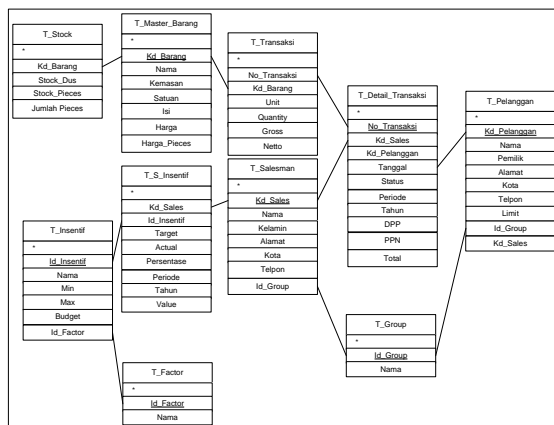 T_Stock
*
Kd_Barang
Stock_Dus
Stock_Pieces
Jumlah Pieces
T_Master_Barang
*
Kd_Barang
Nama
Kemasan
Satuan
Isi
Harga
Harga_Pieces
T_Transaksi
*
No_Transaksi
Kd_Barang
Unit
Quantity
Gross
Netto
T_Detail_Transaksi
*
No_Transaksi
Kd_Sales
Kd_Pelanggan
Tanggal
Status
Periode
Tahun
DPP
PPN
Total
T_Pelanggan
*
Kd_Pelanggan
Nama
Pemilik
Alamat
Kota
Telpon
Limit
Id_Group
Kd_Sales
T_Insentif
*
Id_Insentif
Nama
Min
Max
Budget
Id_Factor
T_S_Insentif
*
Kd_Sales
Id_Insentif
Target
Actual
Persentase
Periode
Tahun
Value
T_Salesman
*
Kd_Sales
Nama
Kelamin
Alamat
Kota
Telpon
Id_Group
T_Group
*
Id_Group
Nama
T_Factor
*
Id_Factor
Nama